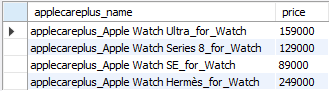 applecareplus_name price
applecareplus_Apple Watch Ultra_for_Watch 159000
applecareplus_Apple Watch Series 8_for_Watch 129000
applecareplus_Apple Watch SE_for_Watch 89000
applecareplus_Apple Watch Hermès_for_Watch 249000